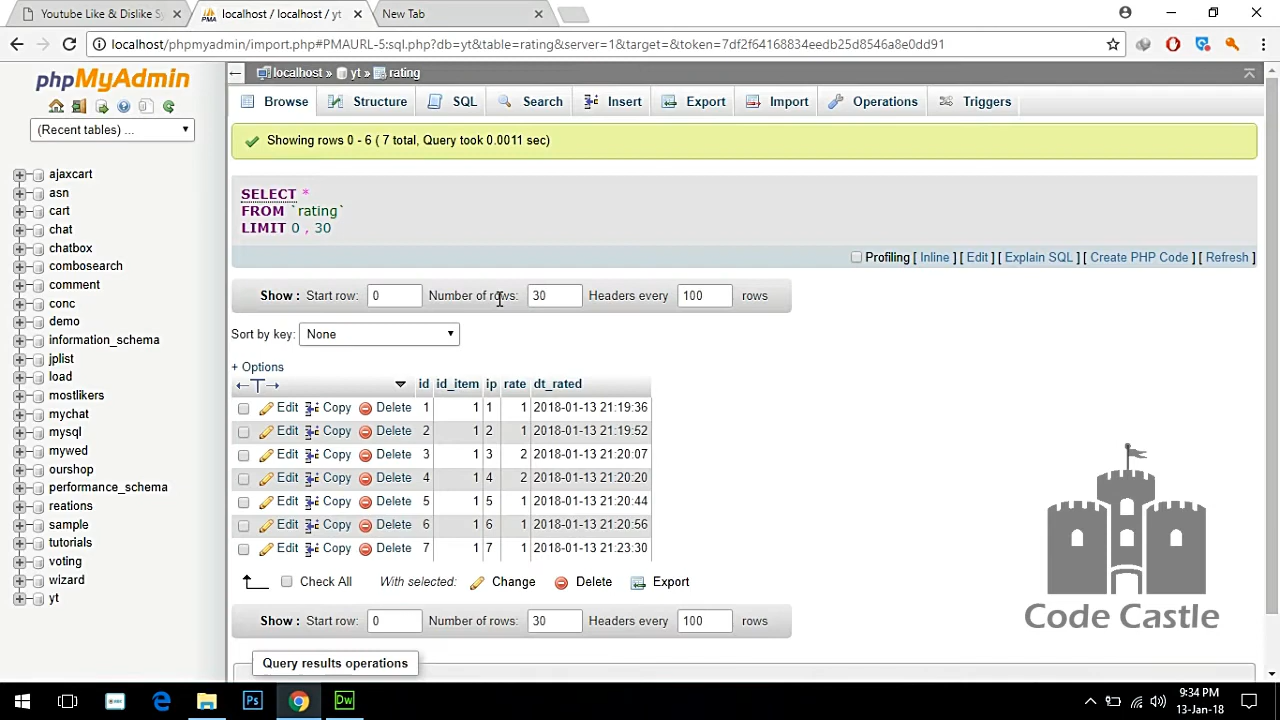 Youtube Like & Dislike Sy
localhost / localhost / yt
New Tab
localhost/phpmyadmin/import.php#PMAURL-5:sql.php?db=yt&table=rating&server=1&target=&token=7df2f64168834eedb25d8546a8e0dd91
phpMyAdmin
(Recent tables) ...
ajaxcart
asn
cart
chat
chatbox
combosearch
comment
conc
demo
information_schema
jplist
load
mostlikers
mychat
mysql
mywed
ourshop
performance_schema
reations
sample
tutorials
voting
wizard
yt
localhost » yt » rating
Browse Structure SQL Search Insert Export Import Operations Triggers
Showing rows 0 - 6 ( 7 total, Query took 0.0011 sec)
SELECT *
FROM `rating`
LIMIT 0 , 30
Profiling [ Inline ] [ Edit ] [ Explain SQL ] [ Create PHP Code ] [ Refresh ]
Show : Start row: 0 Number of rows: 30 Headers every 100 rows
Sort by key: None
+ Options
id id_item ip rate dt_rated
Edit Copy Delete 1 1 1 1 2018-01-13 21:19:36
Edit Copy Delete 2 1 2 1 2018-01-13 21:19:52
Edit Copy Delete 3 1 3 2 2018-01-13 21:20:07
Edit Copy Delete 4 1 4 2 2018-01-13 21:20:20
Edit Copy Delete 5 1 5 1 2018-01-13 21:20:44
Edit Copy Delete 6 1 6 1 2018-01-13 21:20:56
Edit Copy Delete 7 1 7 1 2018-01-13 21:23:30
Check All With selected: Change Delete Export
Show : Start row: 0 Number of rows: 30 Headers every 100 rows
Query results operations
Code Castle
9:34 PM
13-Jan-18